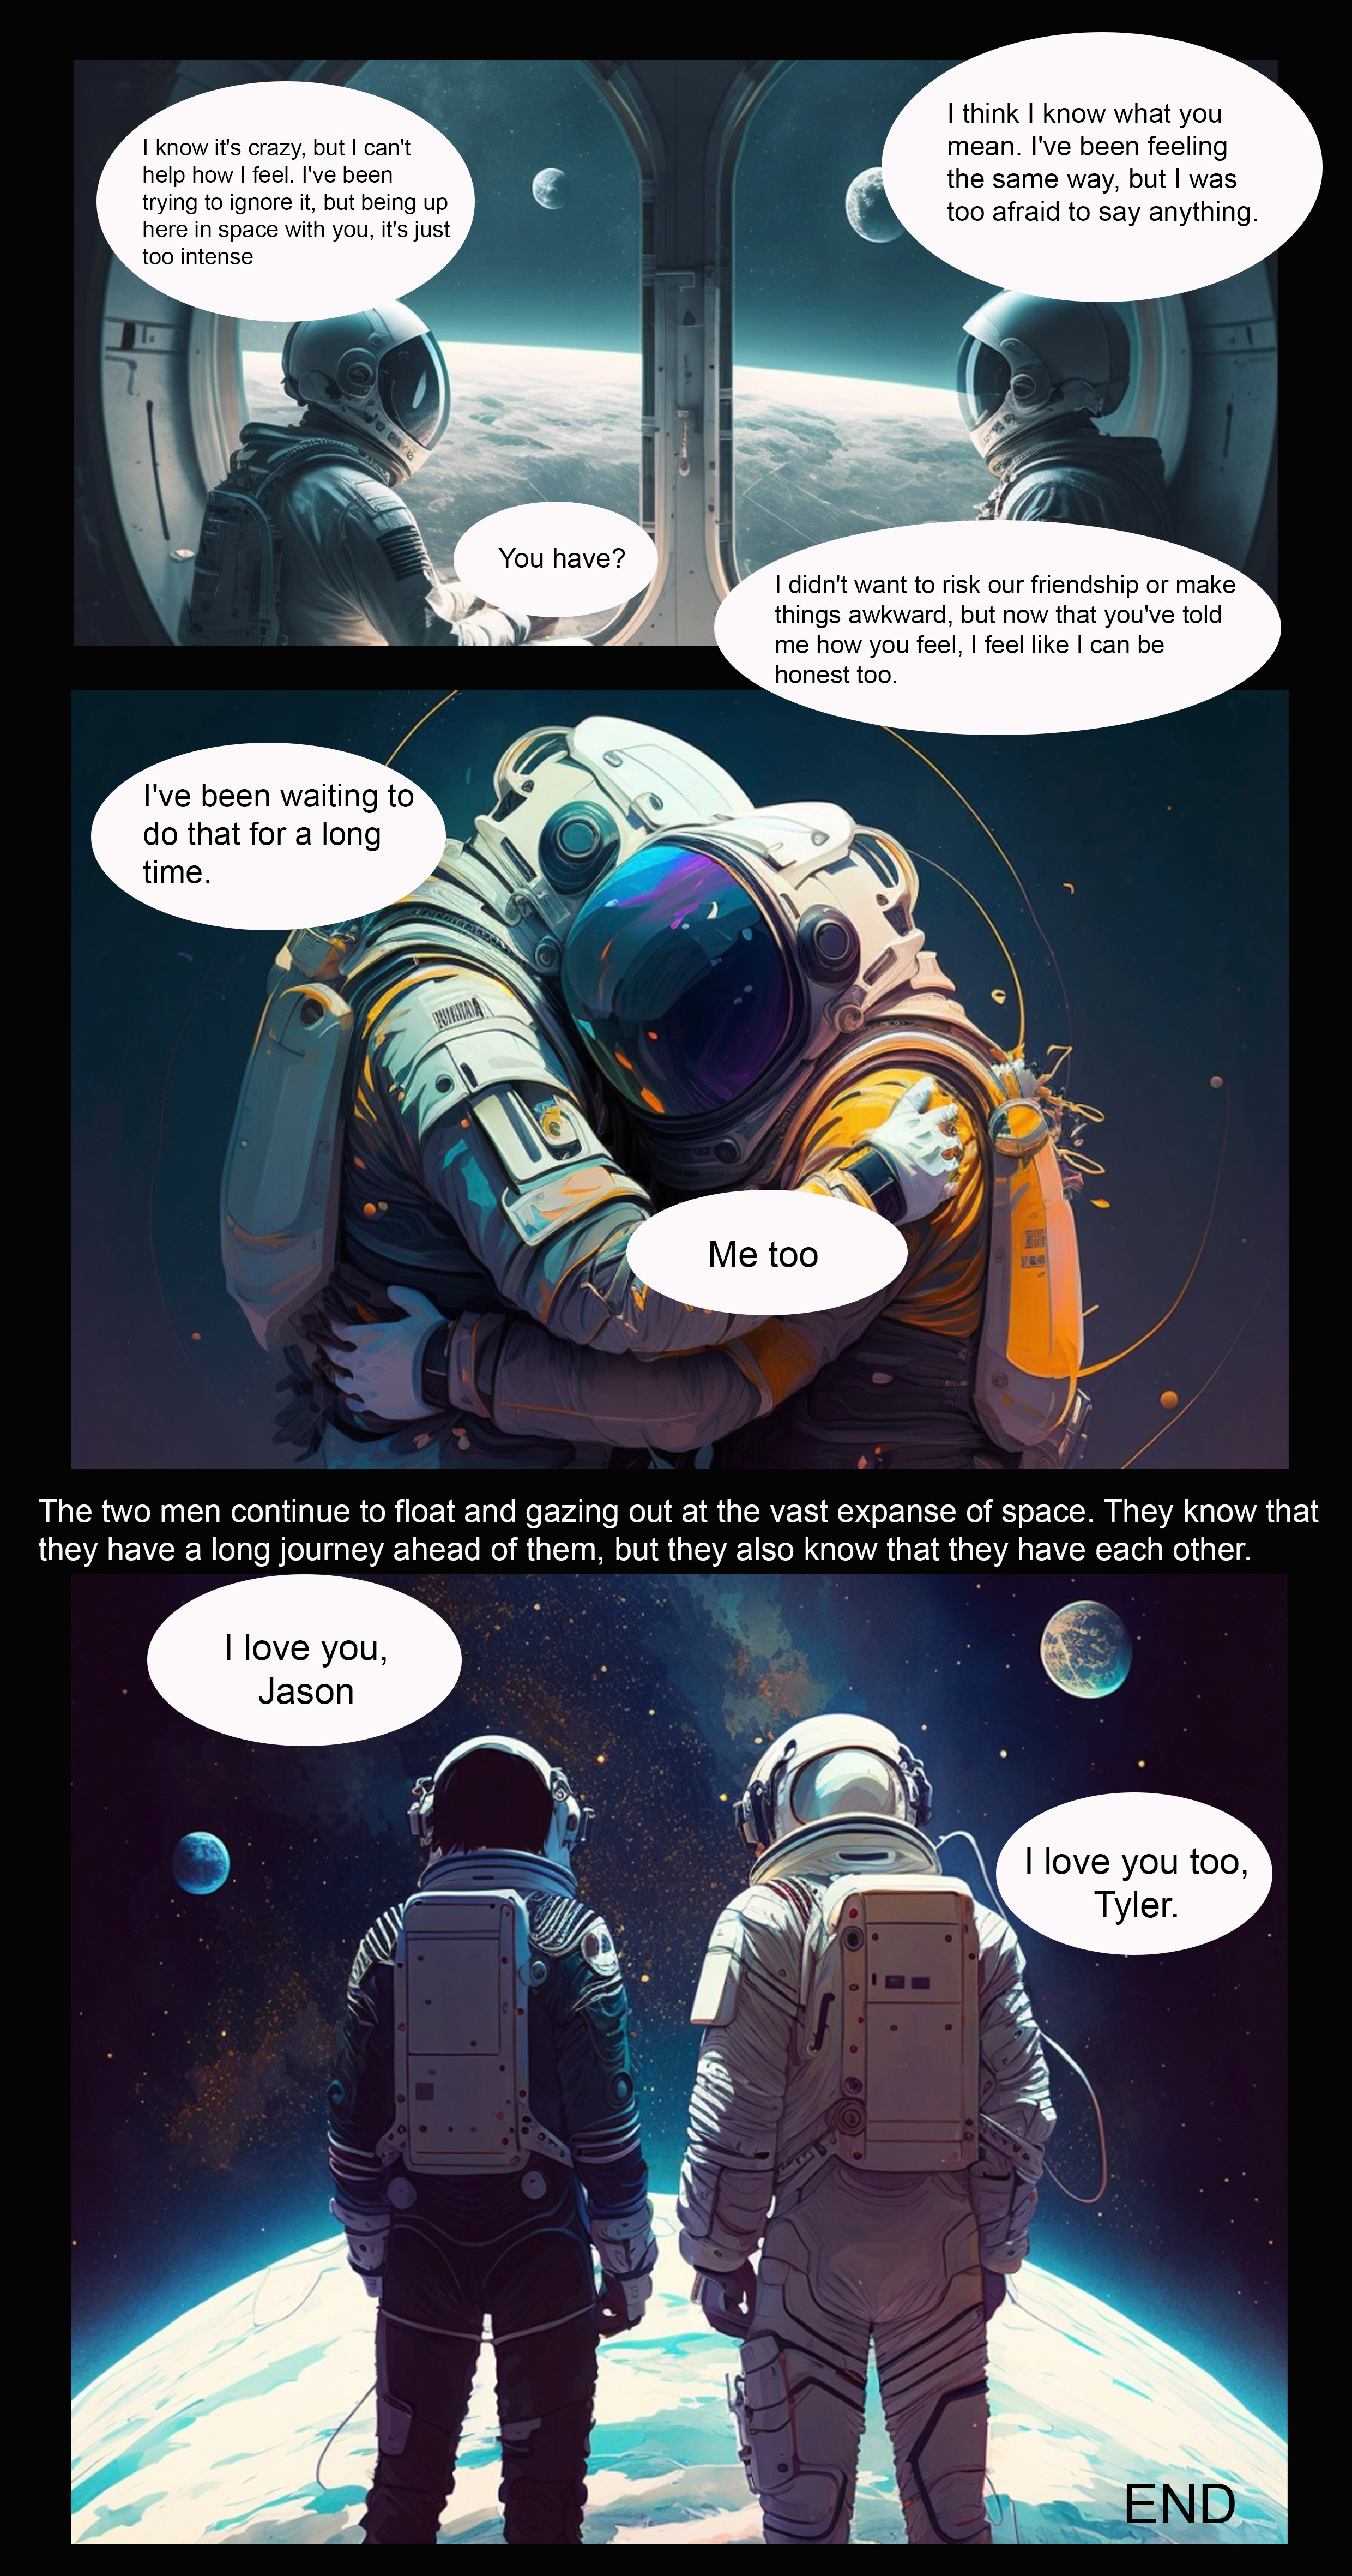 I know it's crazy, but I can't
help how I feel. I've been
trying to ignore it, but being up
here in space with you, it's just
too intense
I think I know what you
mean. I've been feeling
the same way, but I was
too afraid to say anything.
You have?
I didn't want to risk our friendship or make
things awkward, but now that you've told
me how you feel, I feel like I can be
honest too.
I've been waiting to
do that for a long
time.
Me too
The two men continue to float and gazing out at the vast expanse of space. They know that
they have a long journey ahead of them, but they also know that they have each other.
I love you,
Jason
I love you too,
Tyler.
END